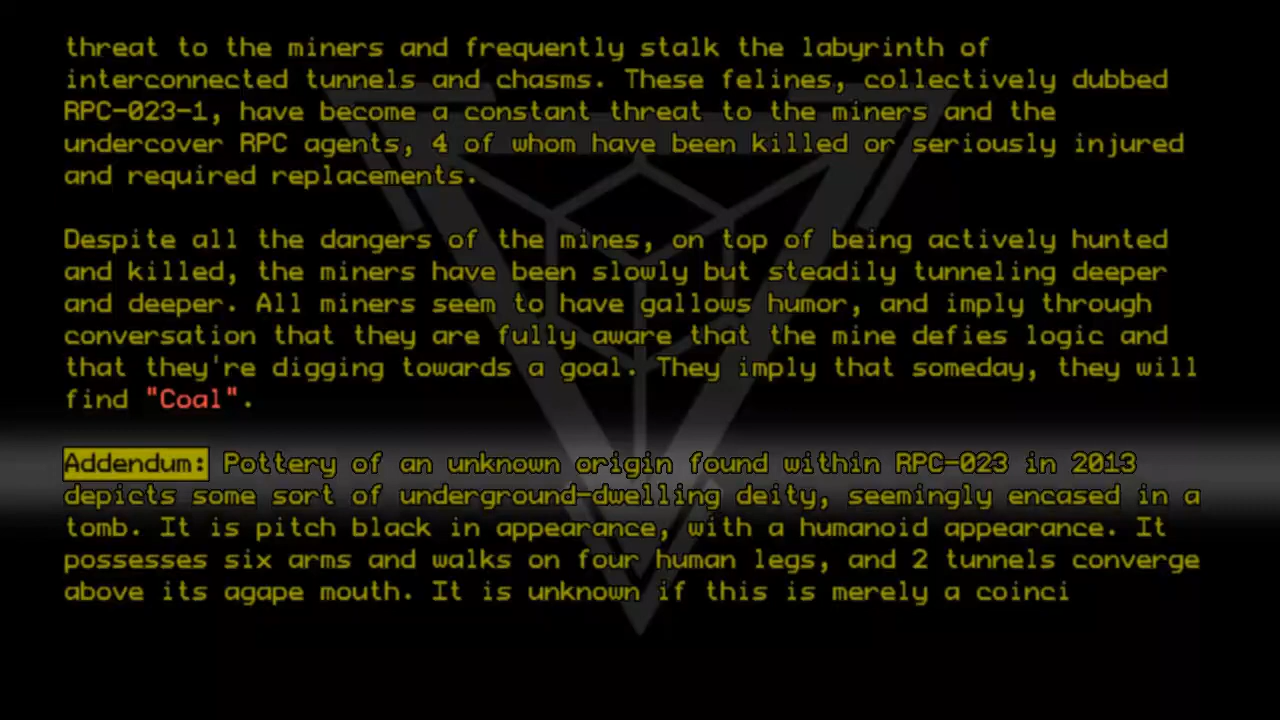 threat to the miners and frequently stalk the labyrinth of
interconnected tunnels and chasms. These felines, collectively dubbed
RPC-023-1, have become a constant threat to the miners and the
undercover RPC agents, 4 of whom have been killed or seriously injured
and required replacements.
Despite all the dangers of the mines, on top of being actively hunted
and killed, the miners have been slowly but steadily tunneling deeper
and deeper. All miners seem to have gallows humor, and imply through
conversation that they are fully aware that the mine defies logic and
that they're digging towards a goal. They imply that someday, they will
find "Coal".
Addendum: Pottery of an unknown origin found within RPC-023 in 2013
depicts some sort of underground-dwelling deity, seemingly encased in a
tomb. It is pitch black in appearance, with a humanoid appearance. It
possesses six arms and walks on four human legs, and 2 tunnels converge
above its agape mouth. It is unknown if this is merely a coinci